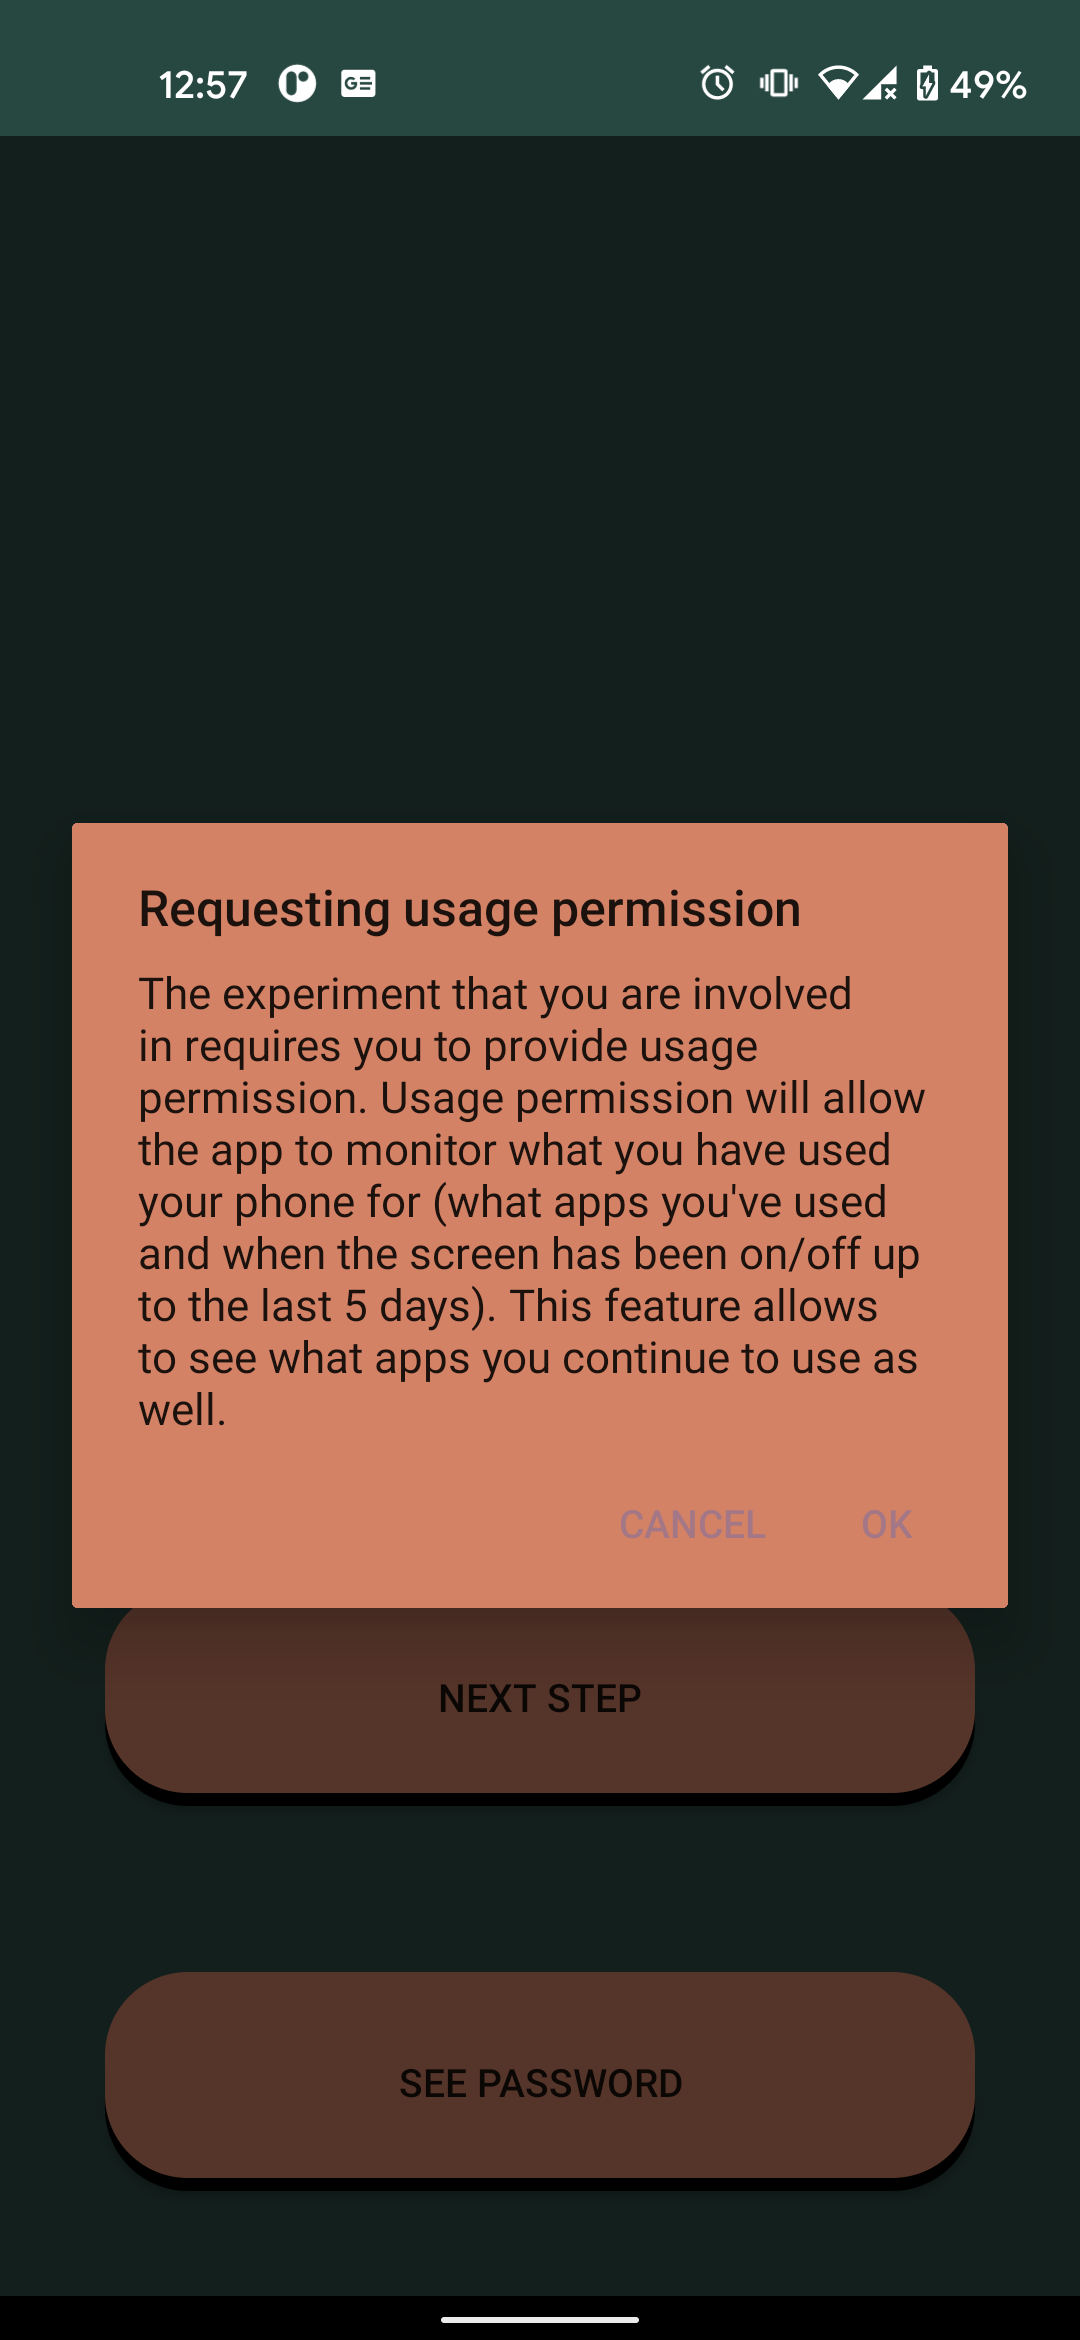 12:57 GE 49%
Requesting usage permission
The experiment that you are involved
in requires you to provide usage
permission. Usage permission will allow
the app to monitor what you have used
your phone for (what apps you've used
and when the screen has been on/off up
to the last 5 days). This feature allows
to see what apps you continue to use as
well.
CANCEL OK
NEXT STEP
SEE PASSWORD